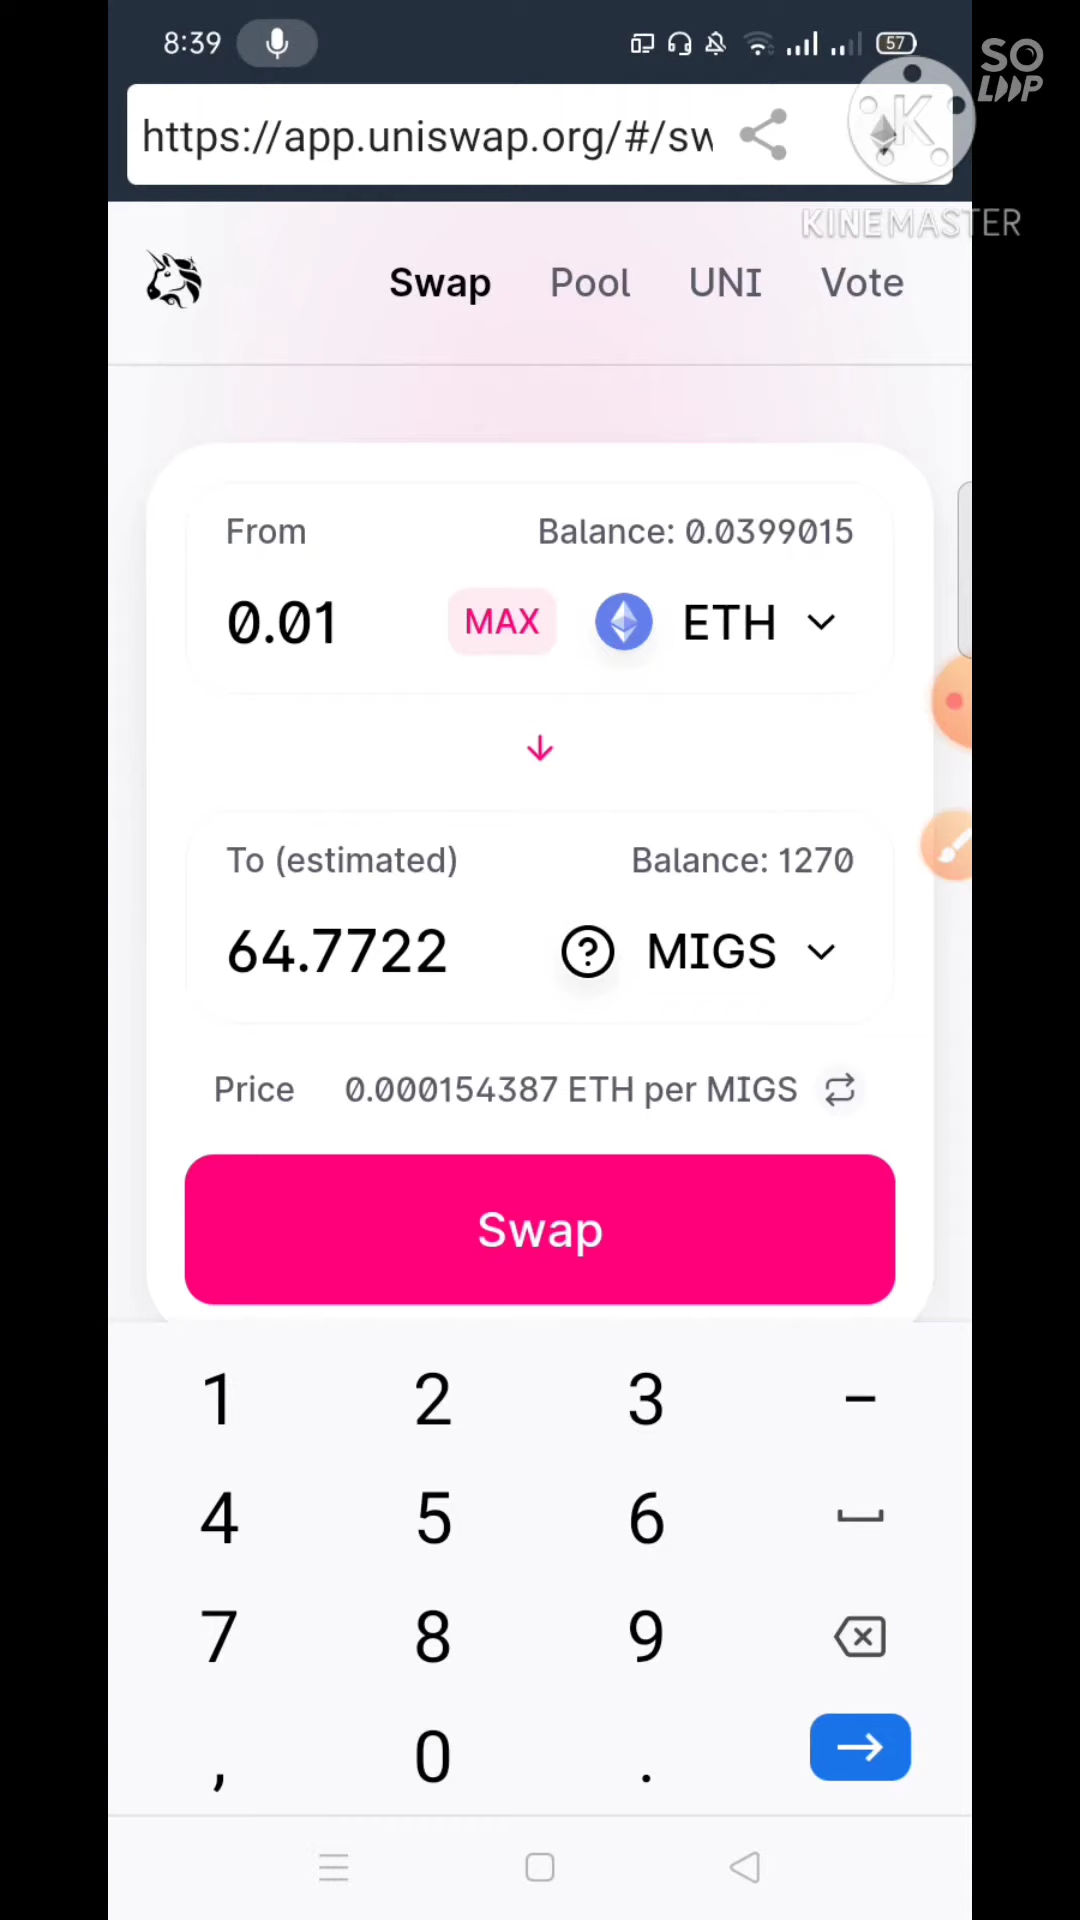 8:39
57
SO
LOOP
https://app.uniswap.org/#/sw
K
KINEMASTER
Swap Pool UNI Vote
From Balance: 0.0399015
0.01 MAX ETH
To (estimated) Balance: 1270
64.7722 ? MIGS
Price 0.000154387 ETH per MIGS
Swap
1 2 3 -
4 5 6
7 8 9
, 0 .